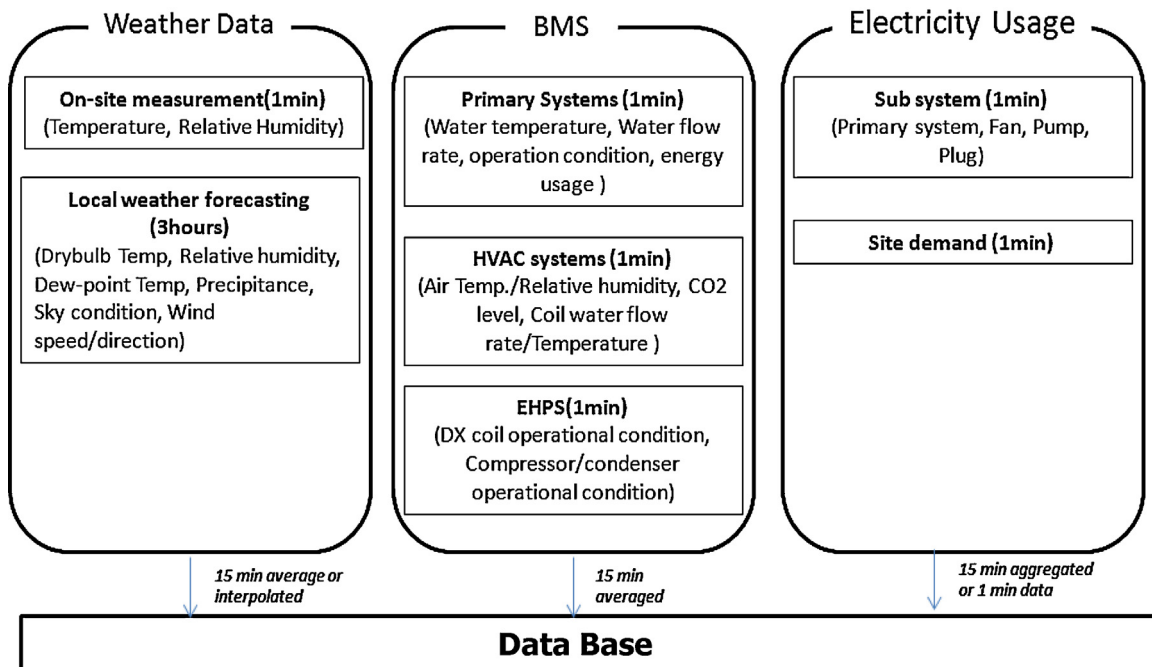 Weather Data
On-site measurement(1min)
(Temperature, Relative Humidity)
Local weather forecasting
(3hours)
(Drybulb Temp, Relative humidity,
Dew-point Temp, Precipitance,
Sky condition, Wind
speed/direction)
BMS
Primary Systems (1min)
(Water temperature, Water flow
rate, operation condition, energy
usage )
HVAC systems (1min)
(Air Temp./Relative humidity, CO2
level, Coil water flow
rate/Temperature )
EHPS(1min)
(DX coil operational condition,
Compressor/condenser
operational condition)
Electricity Usage
Sub system (1min)
(Primary system, Fan, Pump,
Plug)
Site demand (1min)
15 min average or
interpolated
15 min
averaged
15 min aggregated
or 1 min data
Data Base